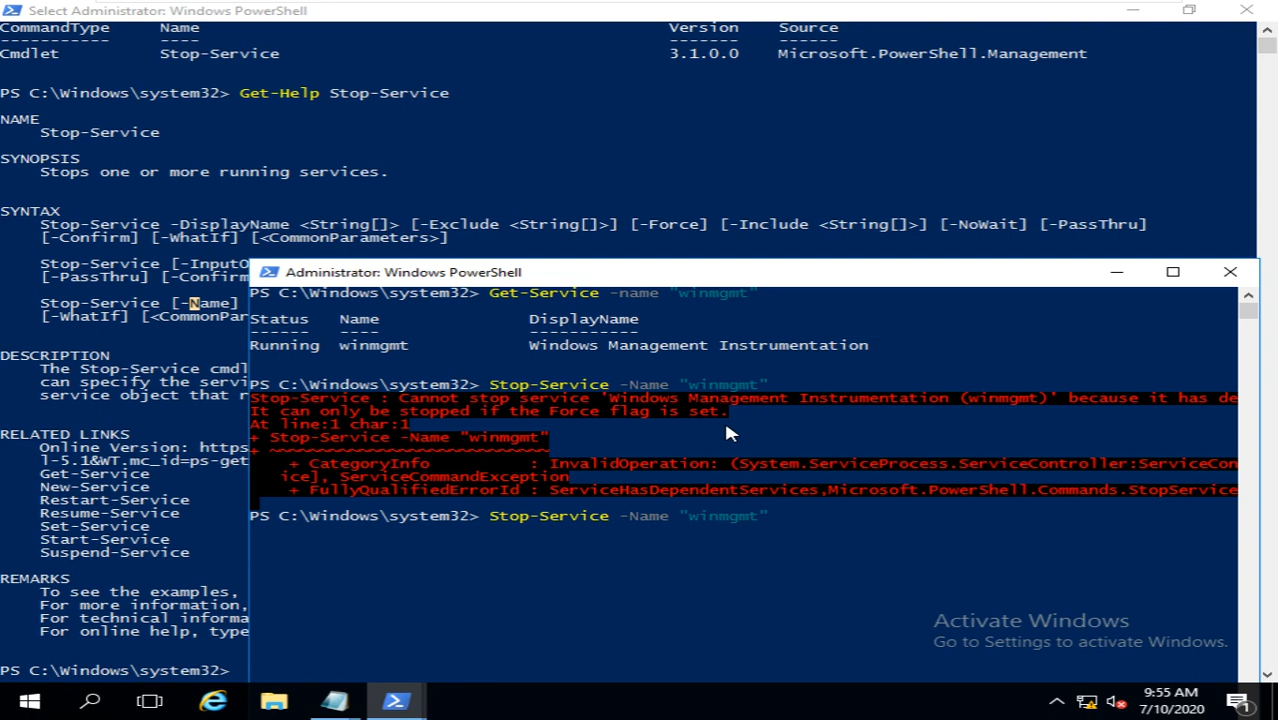 Select Administrator: Windows PowerShell
CommandType Name Version Source
----------- ---- ------- ------
Cmdlet Stop-Service 3.1.0.0 Microsoft.PowerShell.Management
PS C:\Windows\system32> Get-Help Stop-Service
NAME
Stop-Service
SYNOPSIS
Stops one or more running services.
SYNTAX
Stop-Service -DisplayName <String[]> [-Exclude <String[]>] [-Force] [-Include <String[]>] [-NoWait] [-PassThru]
[-Confirm] [-WhatIf] [<CommonParameters>]
Stop-Service [-InputO
[-PassThru] [-Confirm
Stop-Service [-Name]
[-WhatIf] [<CommonPar
DESCRIPTION
The Stop-Service cmdl
can specify the servi
service object that r
RELATED LINKS
Online Version: https
l-5.1&WT.mc_id=ps-get
Get-Service
New-Service
Restart-Service
Resume-Service
Set-Service
Start-Service
Suspend-Service
REMARKS
To see the examples,
For more information,
For technical informa
For online help, type
PS C:\Windows\system32>
Administrator: Windows PowerShell
PS C:\Windows\system32> Get-Service -name "winmgmt"
Status Name DisplayName
------ ---- -----------
Running winmgmt Windows Management Instrumentation
PS C:\Windows\system32> Stop-Service -Name "winmgmt"
Stop-Service : Cannot stop service 'Windows Management Instrumentation (winmgmt)' because it has de
It can only be stopped if the Force flag is set.
At line:1 char:1
+ Stop-Service -Name "winmgmt"
+ ~~~~~~~~~~~~~~~~~~~~~~~~~~~~
+ CategoryInfo : InvalidOperation: (System.ServiceProcess.ServiceController:ServiceCon
ice], ServiceCommandException
+ FullyQualifiedErrorId : ServiceHasDependentServices,Microsoft.PowerShell.Commands.StopService
PS C:\Windows\system32> Stop-Service -Name "winmgmt"
Activate Windows
Go to Settings to activate Windows.
9:55 AM
7/10/2020
1